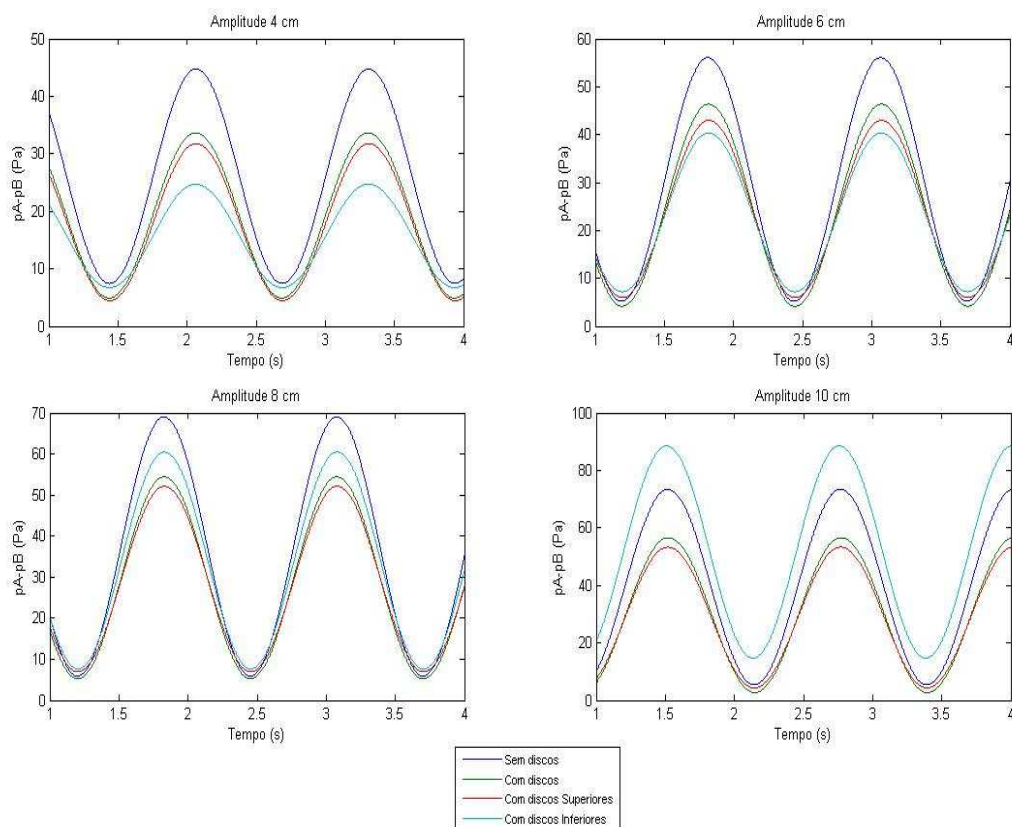 Amplitude 4 cm
50
40
30
20
10
0
pA-pB (Pa)
1 1.5 2 2.5 3 3.5 4
Tempo (s)
Amplitude 6 cm
60
50
40
30
20
10
0
pA-pB (Pa)
1 1.5 2 2.5 3 3.5 4
Tempo (s)
Amplitude 8 cm
70
60
50
40
30
20
10
0
pA-pB (Pa)
1 1.5 2 2.5 3 3.5 4
Tempo (s)
Amplitude 10 cm
100
80
60
40
20
0
pA-pB (Pa)
1 1.5 2 2.5 3 3.5 4
Tempo (s)
Sem discos
Com discos
Com discos Superiores
Com discos Inferiores